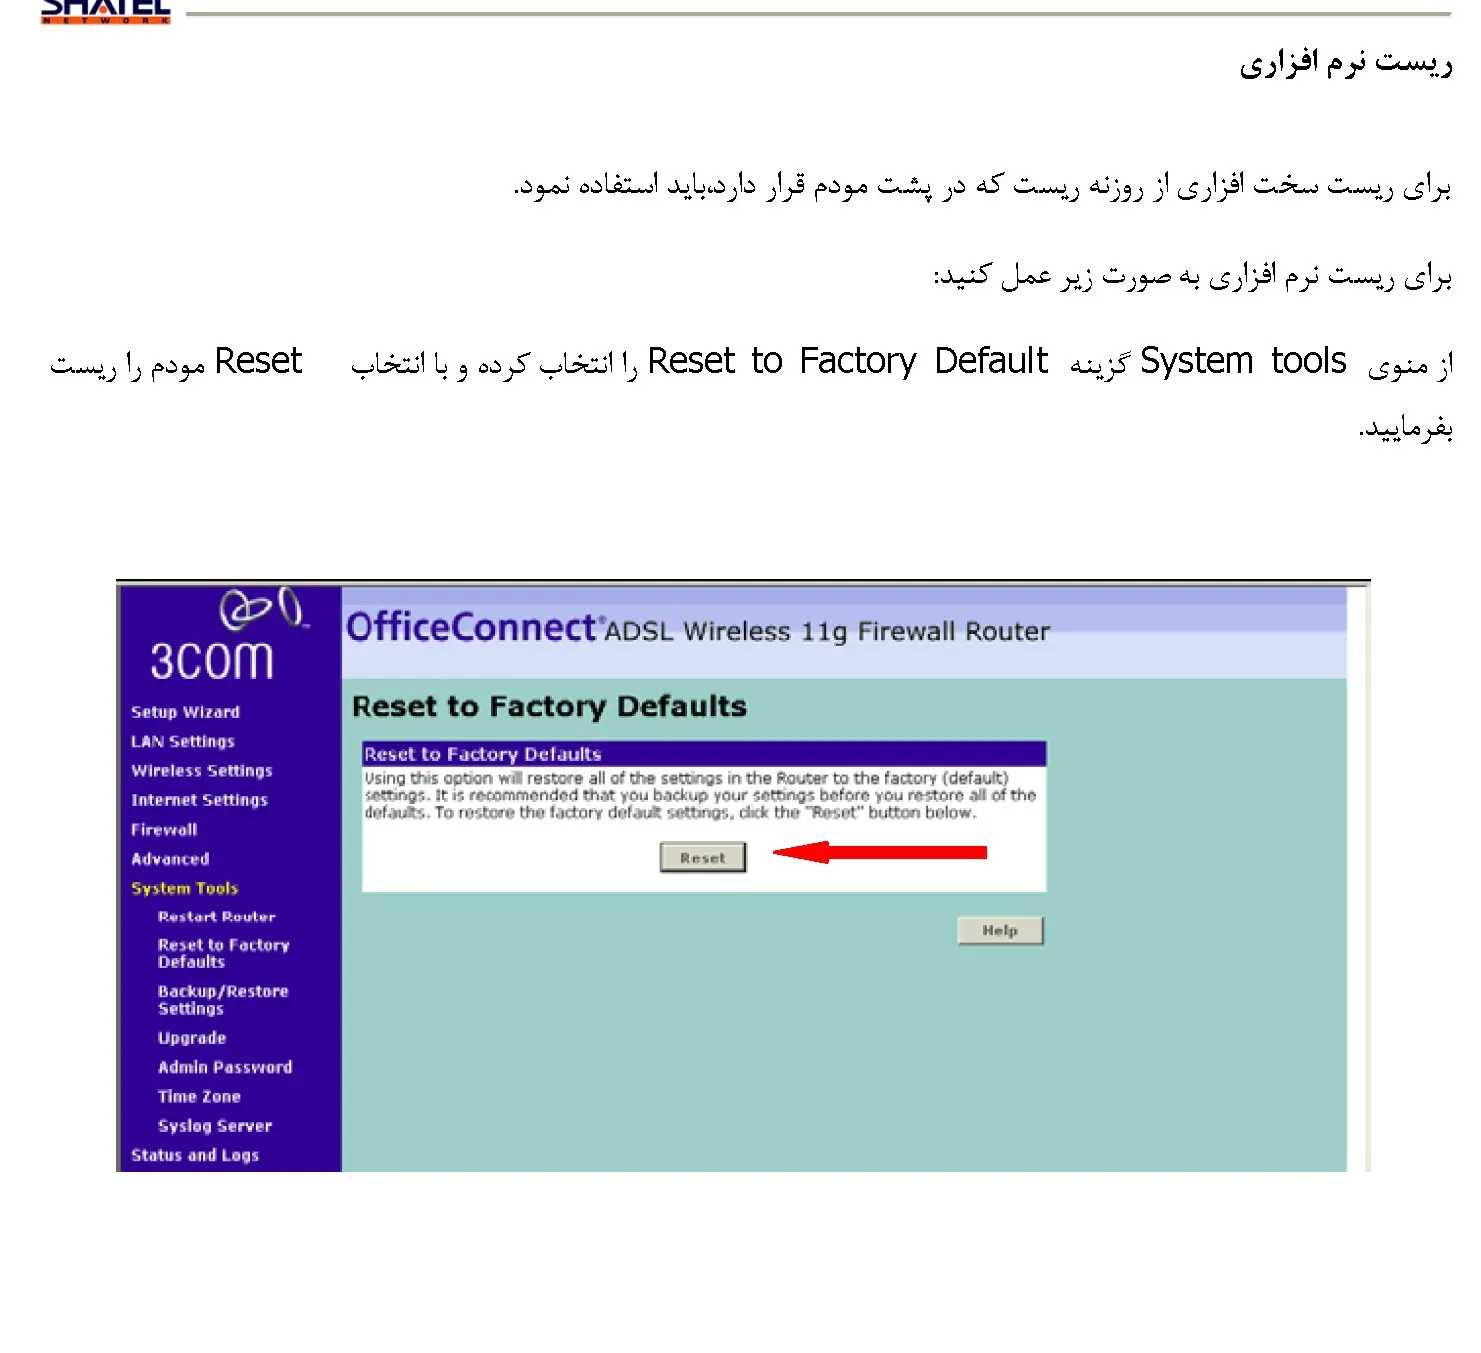 SHATEL
NETWORK
ریست نرم افزاری
برای ریست سخت افزاری از روزنه ریست که در پشت مودم قرار دارد،باید استفاده نمود.
برای ریست نرم افزاری به صورت زیر عمل کنید:
از منوی System tools گزینه Reset to Factory Default را انتخاب کرده و با انتخاب Reset مودم را ریست
بفرمایید.
3COM
OfficeConnect® ADSL Wireless 11g Firewall Router
Setup Wizard
LAN Settings
Wireless Settings
Internet Settings
Firewall
Advanced
System Tools
Restart Router
Reset to Factory
Defaults
Backup/Restore
Settings
Upgrade
Admin Password
Time Zone
Syslog Server
Status and Logs
Reset to Factory Defaults
Reset to Factory Defaults
Using this option will restore all of the settings in the Router to the factory (default)
settings. It is recommended that you backup your settings before you restore all of the
defaults. To restore the factory default settings, click the "Reset" button below.
Reset
Help